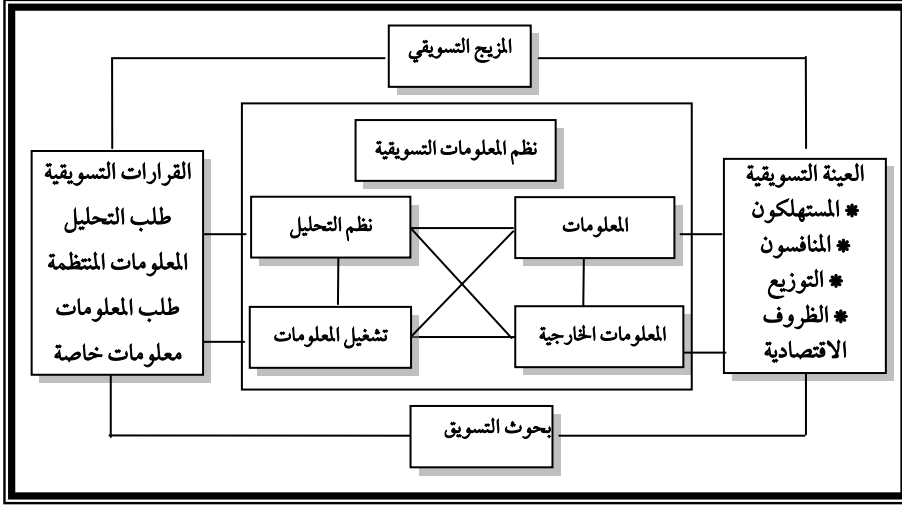 المزيج التسويقي
نظم المعلومات التسويقية
العينة التسويقية
* المستهلكون
* المنافسون
* التوزيع
* الظروف
الاقتصادية
المعلومات
نظم التحليل
المعلومات الخارجية
تشغيل المعلومات
القرارات التسويقية
طلب التحليل
المعلومات المنتظمة
طلب المعلومات
معلومات خاصة
بحوث التسويق